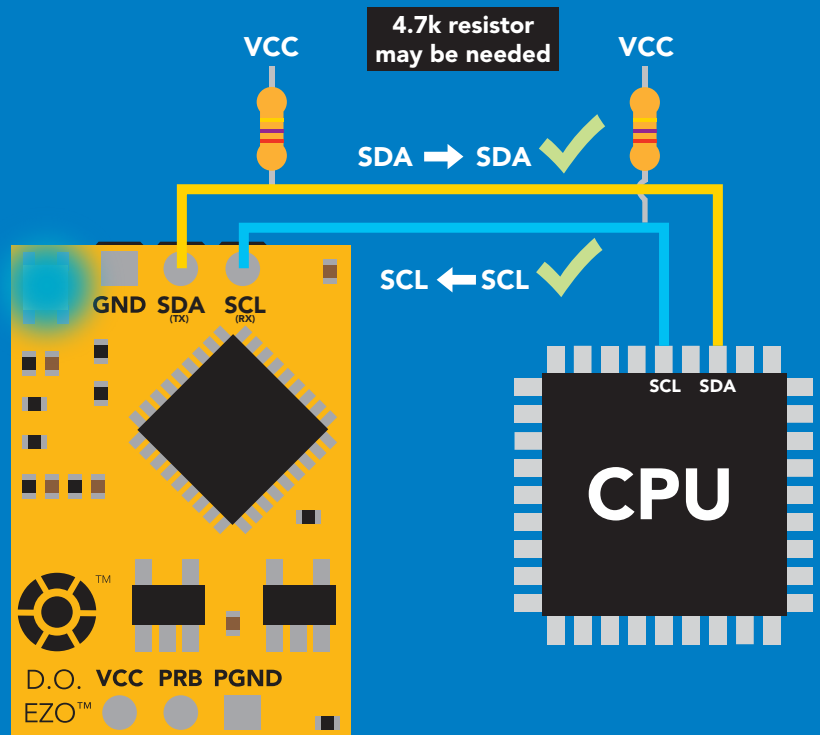 4.7k resistor
may be needed
VCC
VCC
SDA → SDA
SCL ← SCL
GND SDA SCL
(TX) (RX)
SCL SDA
CPU
TM
D.O. VCC PRB PGND
EZO™